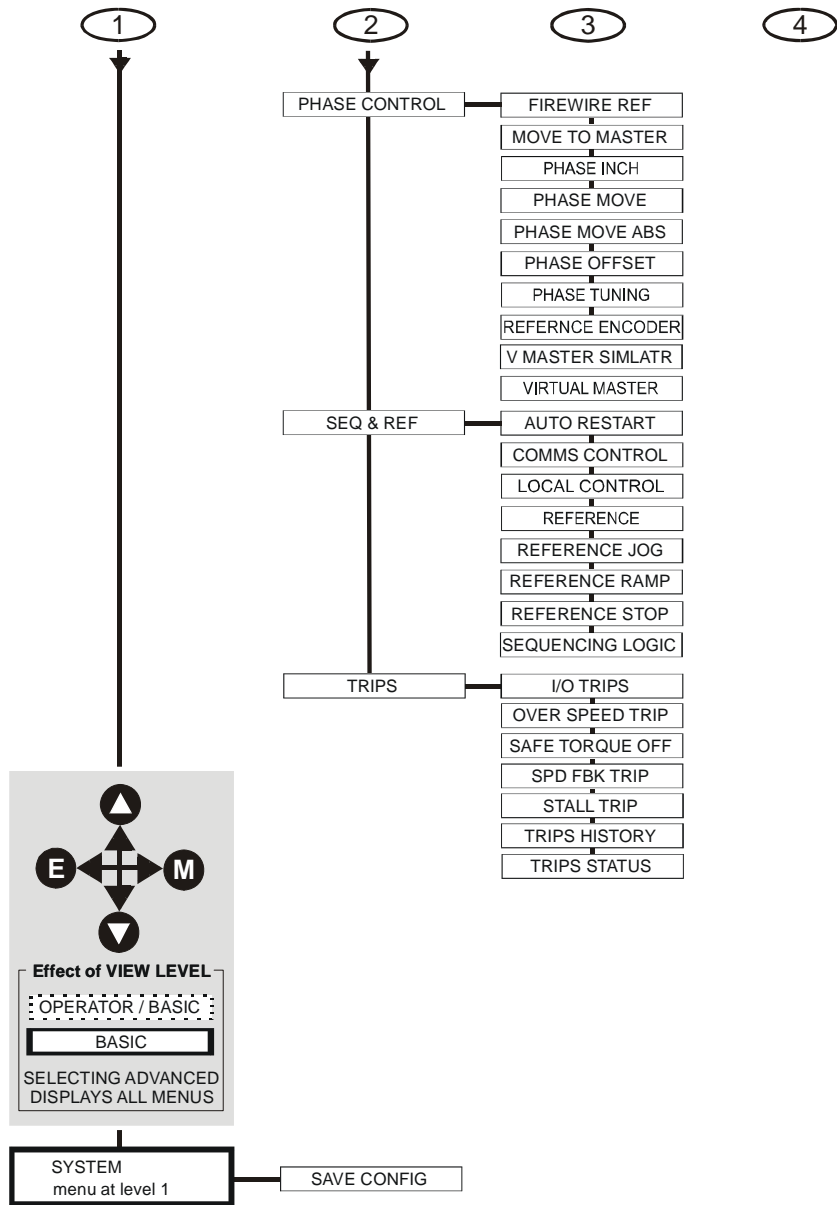 1 2 3 4
PHASE CONTROL
FIREWIRE REF
MOVE TO MASTER
PHASE INCH
PHASE MOVE
PHASE MOVE ABS
PHASE OFFSET
PHASE TUNING
REFERNCE ENCODER
V MASTER SIMLATR
VIRTUAL MASTER
SEQ & REF
AUTO RESTART
COMMS CONTROL
LOCAL CONTROL
REFERENCE
REFERENCE JOG
REFERENCE RAMP
REFERENCE STOP
SEQUENCING LOGIC
TRIPS
I/O TRIPS
OVER SPEED TRIP
SAFE TORQUE OFF
SPD FBK TRIP
STALL TRIP
TRIPS HISTORY
TRIPS STATUS
E M
Effect of VIEW LEVEL
OPERATOR / BASIC
BASIC
SELECTING ADVANCED
DISPLAYS ALL MENUS
SYSTEM
menu at level 1
SAVE CONFIG